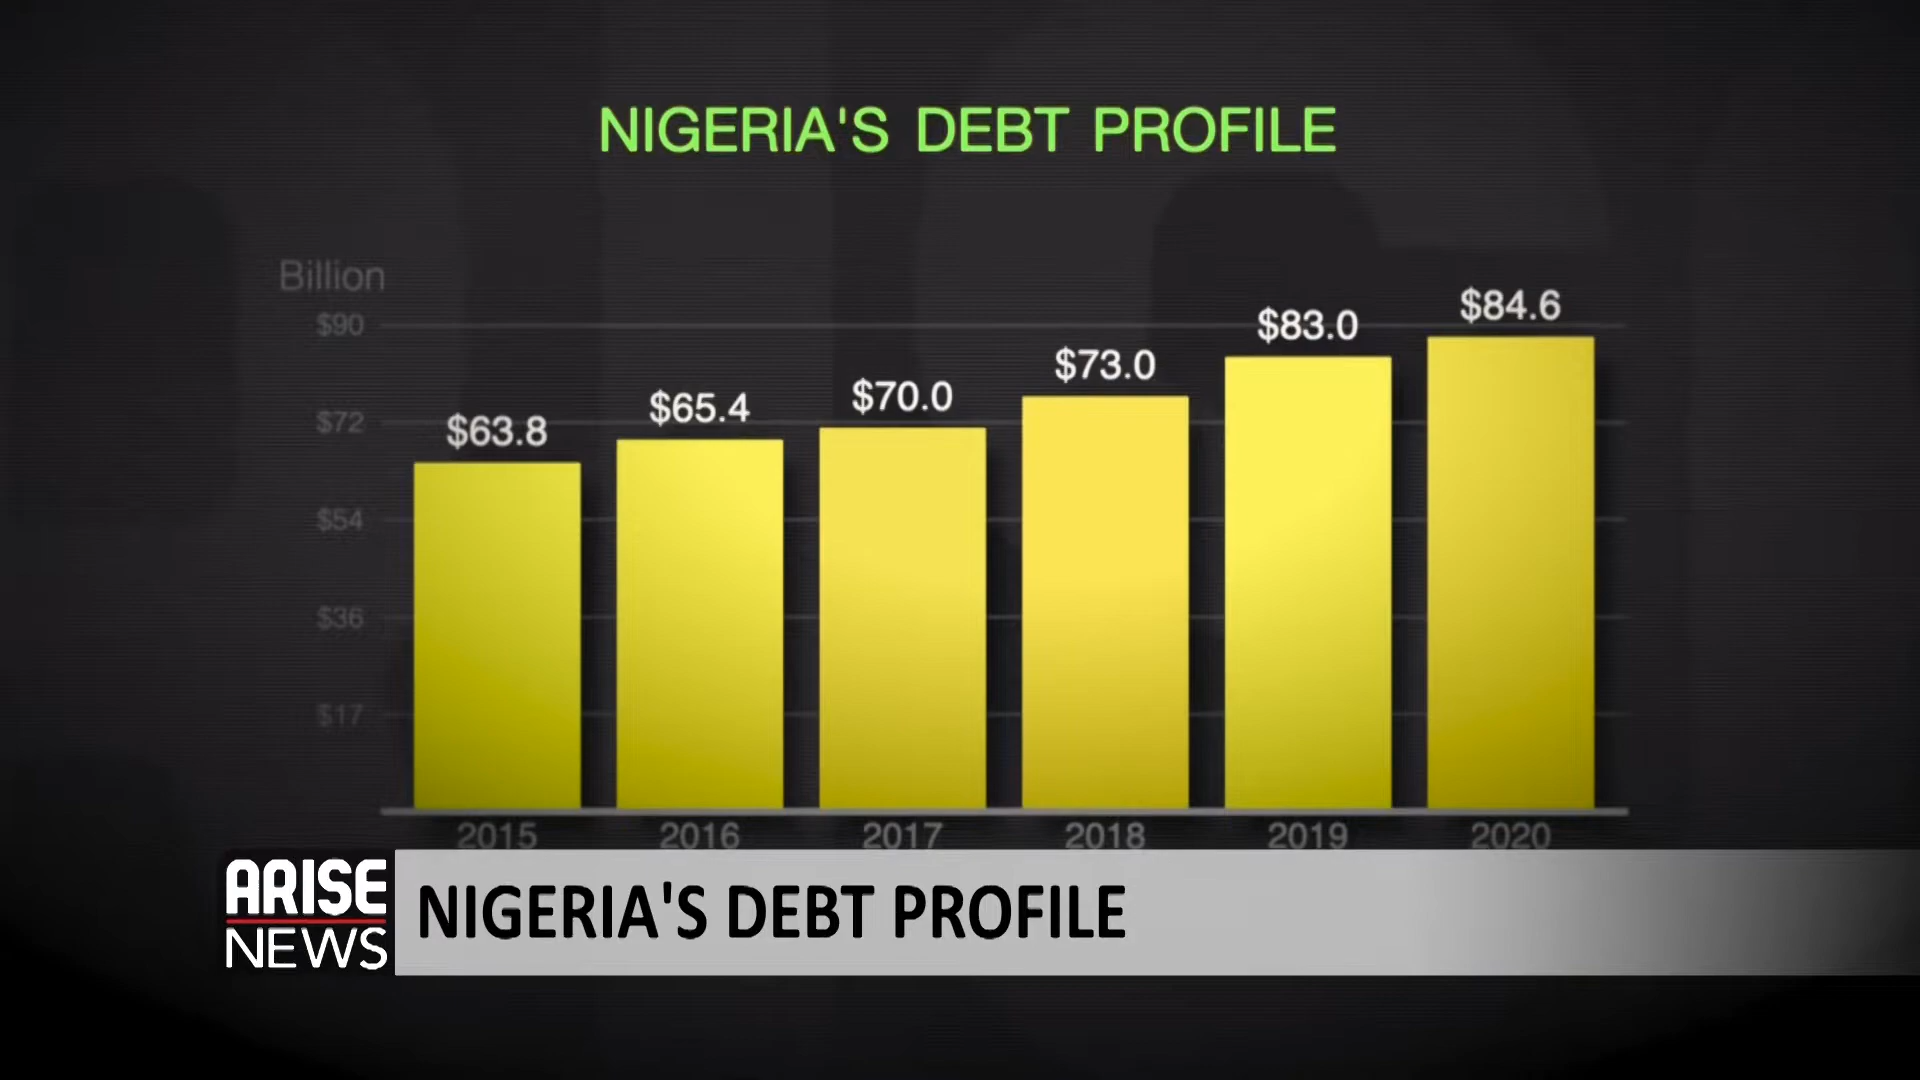 NIGERIA'S DEBT PROFILE
Billion
$90
$72
$54
$36
$17
$63.8
$65.4
$70.0
$73.0
$83.0
$84.6
2015 2016 2017 2018 2019 2020
ARISE
NEWS
NIGERIA'S DEBT PROFILE